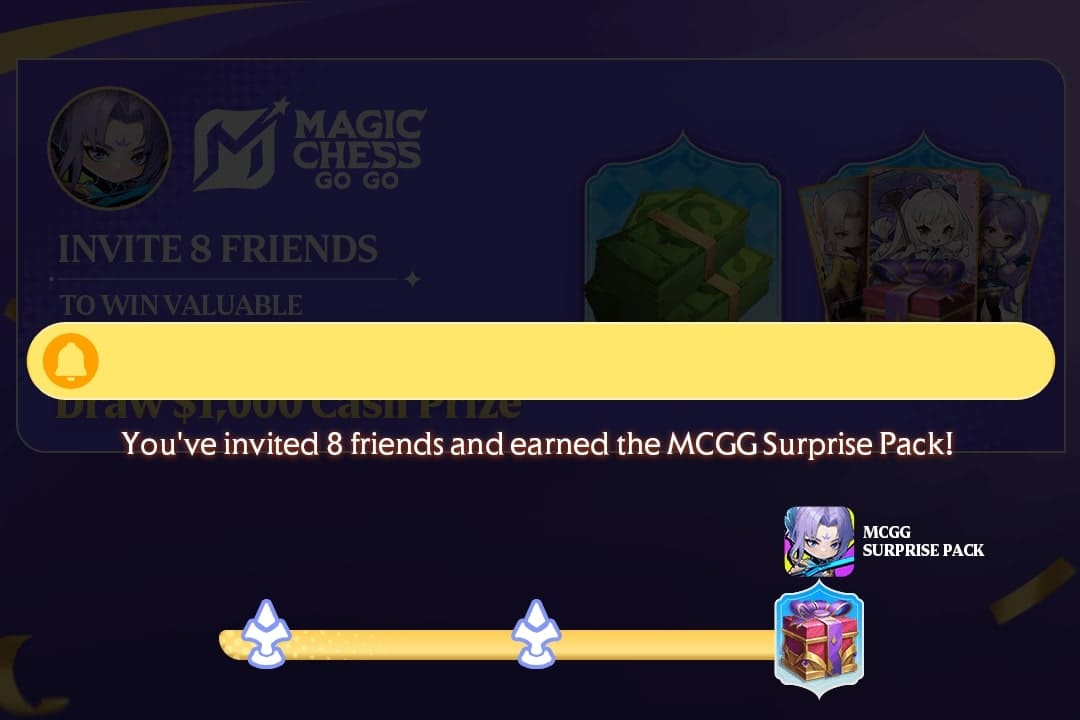 MAGIC
CHESS
GO GO
INVITE 8 FRIENDS
TO WIN VALUABLE
Draw $1,000 Cash Prize
You've invited 8 friends and earned the MCGG Surprise Pack!
MCGG
SURPRISE PACK